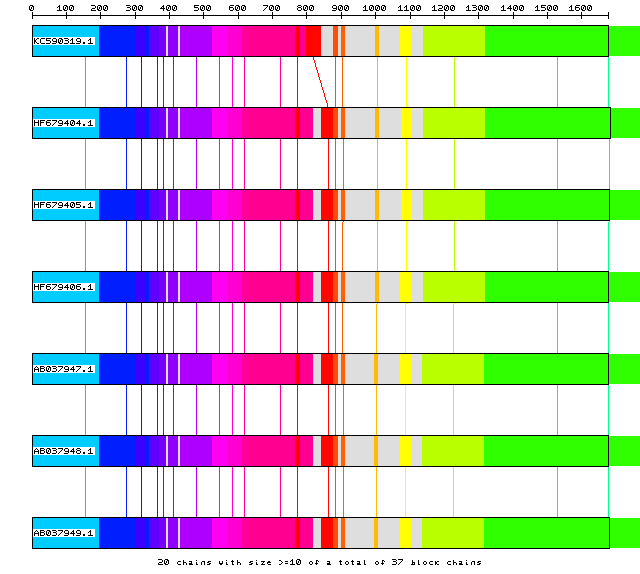 0 100 200 300 400 500 600 700 800 900 1000 1100 1200 1300 1400 1500 1600
KC590319.1
HF679404.1
HF679405.1
HF679406.1
AB037947.1
AB037948.1
AB037949.1
20 chains with size >=10 of a total of 37 block chains